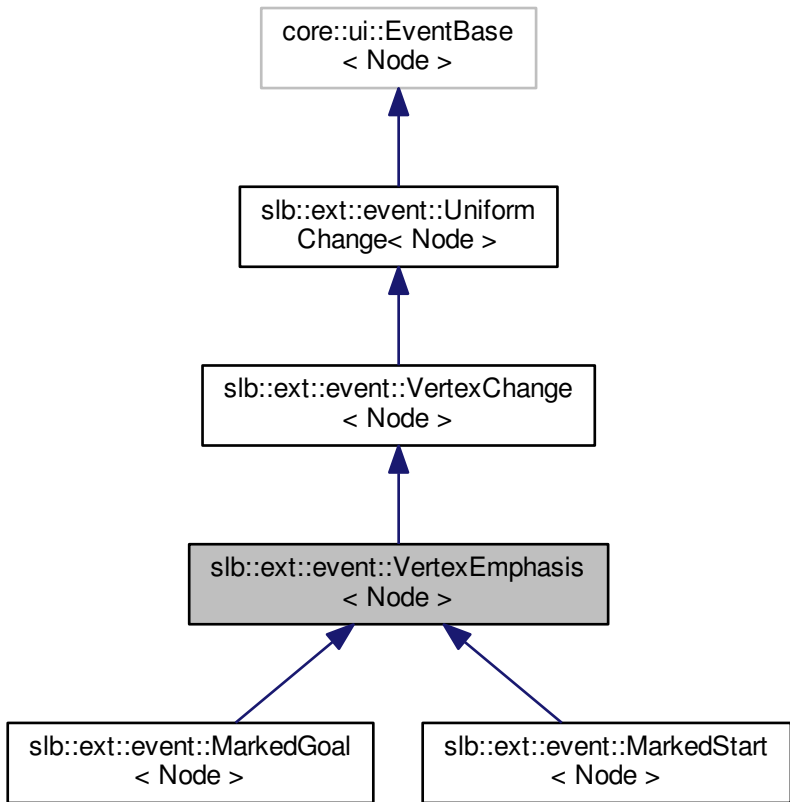 core::ui::EventBase
< Node >
slb::ext::event::Uniform
Change< Node >
slb::ext::event::VertexChange
< Node >
slb::ext::event::VertexEmphasis
< Node >
slb::ext::event::MarkedGoal
< Node >
slb::ext::event::MarkedStart
< Node >